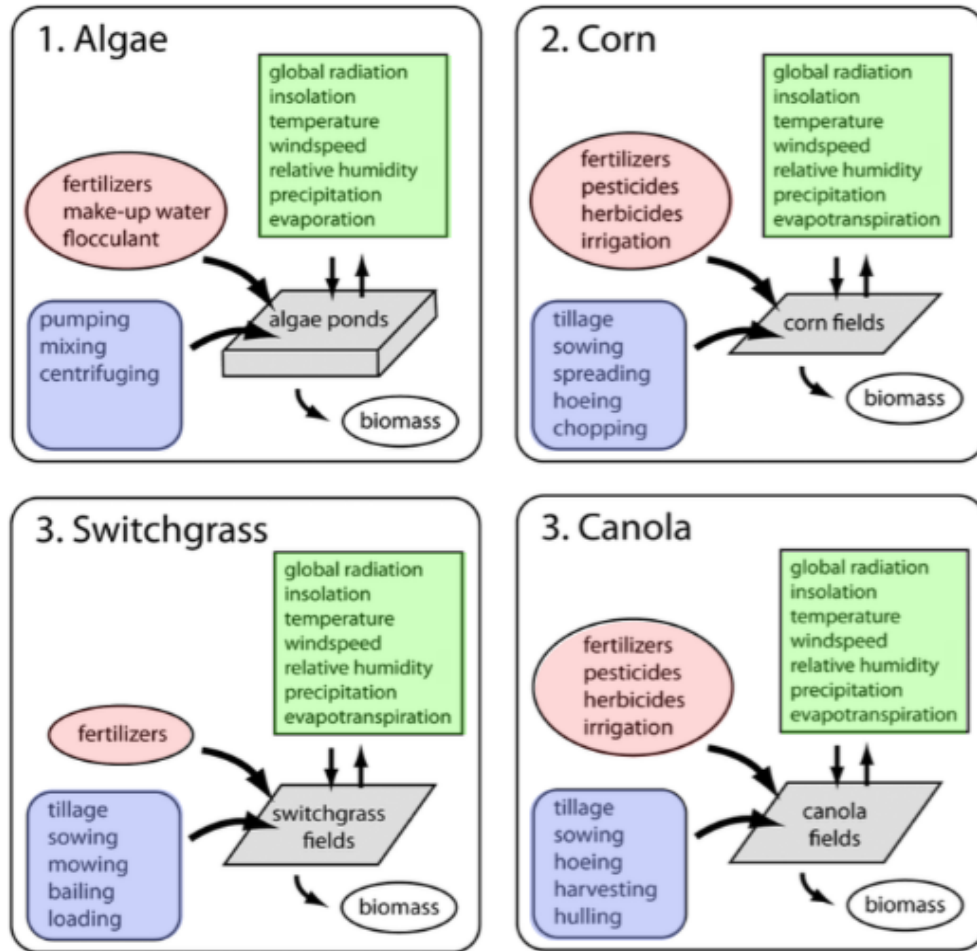 1. Algae
global radiation
insolation
temperature
windspeed
relative humidity
precipitation
evaporation
fertilizers
make-up water
flocculant
pumping
mixing
centrifuging
algae ponds
biomass
2. Corn
global radiation
insolation
temperature
windspeed
relative humidity
precipitation
evapotranspiration
fertilizers
pesticides
herbicides
irrigation
tillage
sowing
spreading
hoeing
chopping
corn fields
biomass
3. Switchgrass
global radiation
insolation
temperature
windspeed
relative humidity
precipitation
evapotranspiration
fertilizers
tillage
sowing
mowing
bailing
loading
switchgrass
fields
biomass
3. Canola
global radiation
insolation
temperature
windspeed
relative humidity
precipitation
evapotranspiration
fertilizers
pesticides
herbicides
irrigation
tillage
sowing
hoeing
harvesting
hulling
canola
fields
biomass